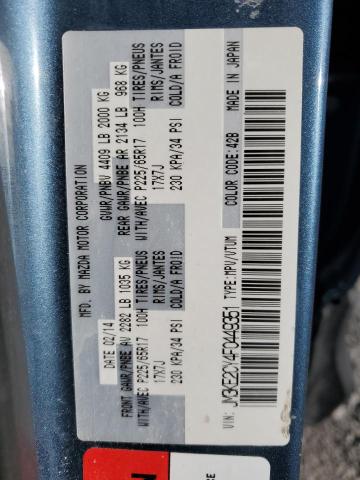 MFD. BY MAZDA MOTOR CORPORATION
DATE 02/14
GVWR/PNBV 4409 LB 2000 KG
FRONT GAWR/PNBE AV 2282 LB 1035 KG
REAR GAWR/PNBE AR 2134 LB 968 KG
WITH/AVEC P225/65R17 100H TIRES/PNEUS
WITH/AVEC P225/65R17 100H TIRES/PNEUS
17X7J RIMS/JANTES
17X7J RIMS/JANTES
230 KPA/34 PSI COLD/A FROID
230 KPA/34 PSI COLD/A FROID
JM3KE2CY4F0449351
TYPE:MPV/VTUM
COLOR CODE:42B
MADE IN JAPAN